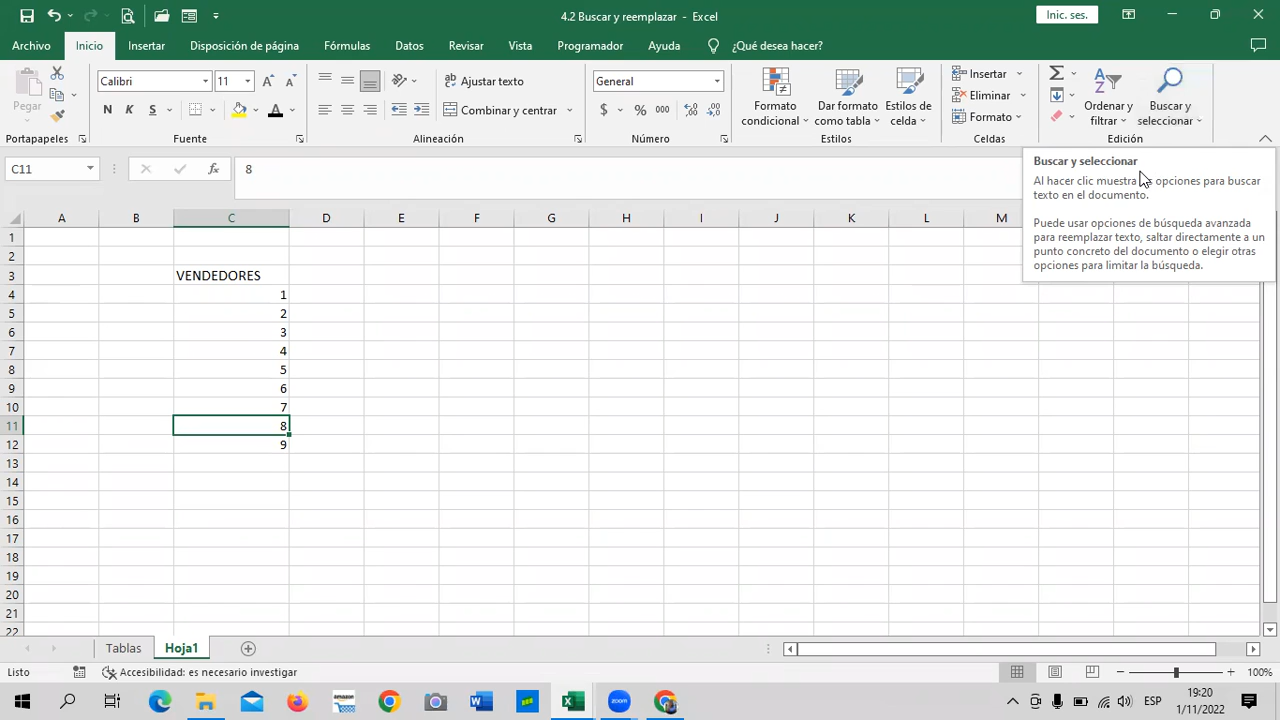 4.2 Buscar y reemplazar - Excel
Inic. ses.
Archivo Inicio Insertar Disposición de página Fórmulas Datos Revisar Vista Programador Ayuda ¿Qué desea hacer?
Pegar
Calibri 11
N K S
Ajustar texto
Combinar y centrar
General
$ % 000
Formato condicional
Dar formato como tabla
Estilos de celda
Insertar
Eliminar
Formato
Ordenar y filtrar
Buscar y seleccionar
Portapapeles Fuente Alineación Número Estilos Celdas Edición
C11 fx 8
Buscar y seleccionar
Al hacer clic muestra opciones para buscar
texto en el documento.
Puede usar opciones de búsqueda avanzada
para reemplazar texto, saltar directamente a un
punto concreto del documento o elegir otras
opciones para limitar la búsqueda.
A B C D E F G H I J K L M
1
2
3 VENDEDORES
4 1
5 2
6 3
7 4
8 5
9 6
10 7
11 8
12 9
13
14
15
16
17
18
19
20
21
22
Tablas Hoja1
Listo Accesibilidad: es necesario investigar 100%
amazon
zoom
ESP
19:20
1/11/2022